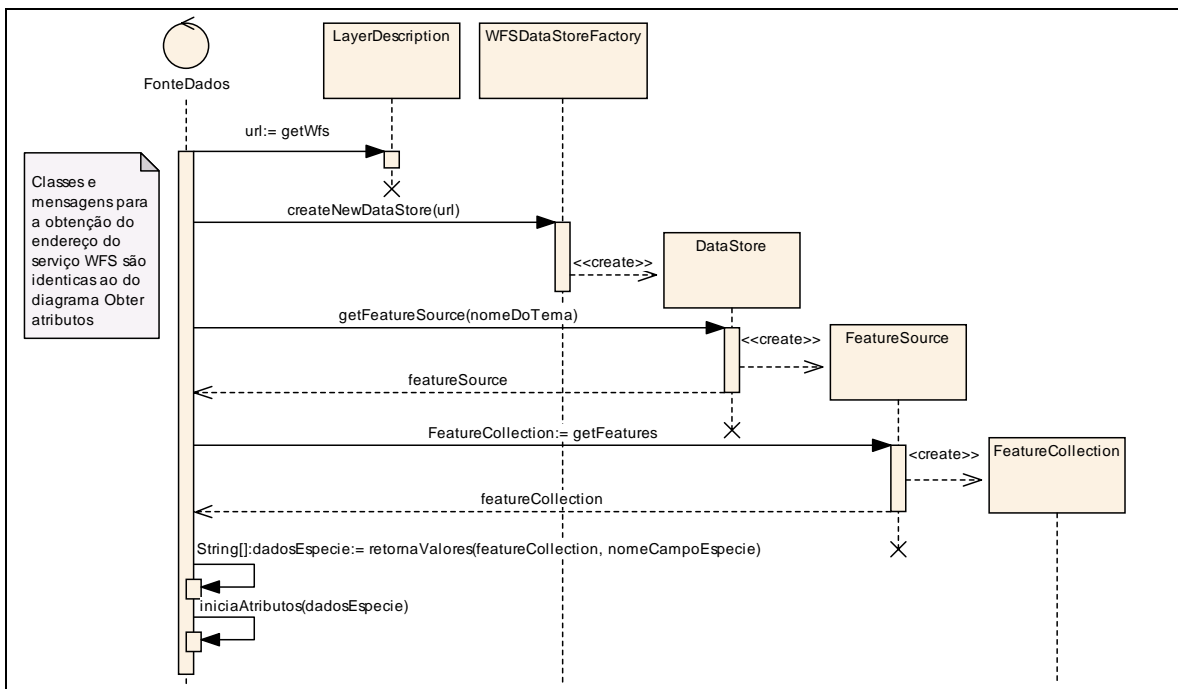 LayerDescription
WFSDataStoreFactory
FonteDados
url:= getWfs
Classes e
mensagens para
a obtenção do
endereço do
serviço WFS são
identicas ao do
diagrama Obter
atributos
createNewDataStore(url)
DataStore
<<create>>
getFeatureSource(nomeDoTema)
<<create>>
FeatureSource
featureSource
FeatureCollection:= getFeatures
<create>>
FeatureCollection
featureCollection
String[]:dadosEspecie:= retornaValores(featureCollection, nomeCampoEspecie)
iniciaAtributos(dadosEspecie)